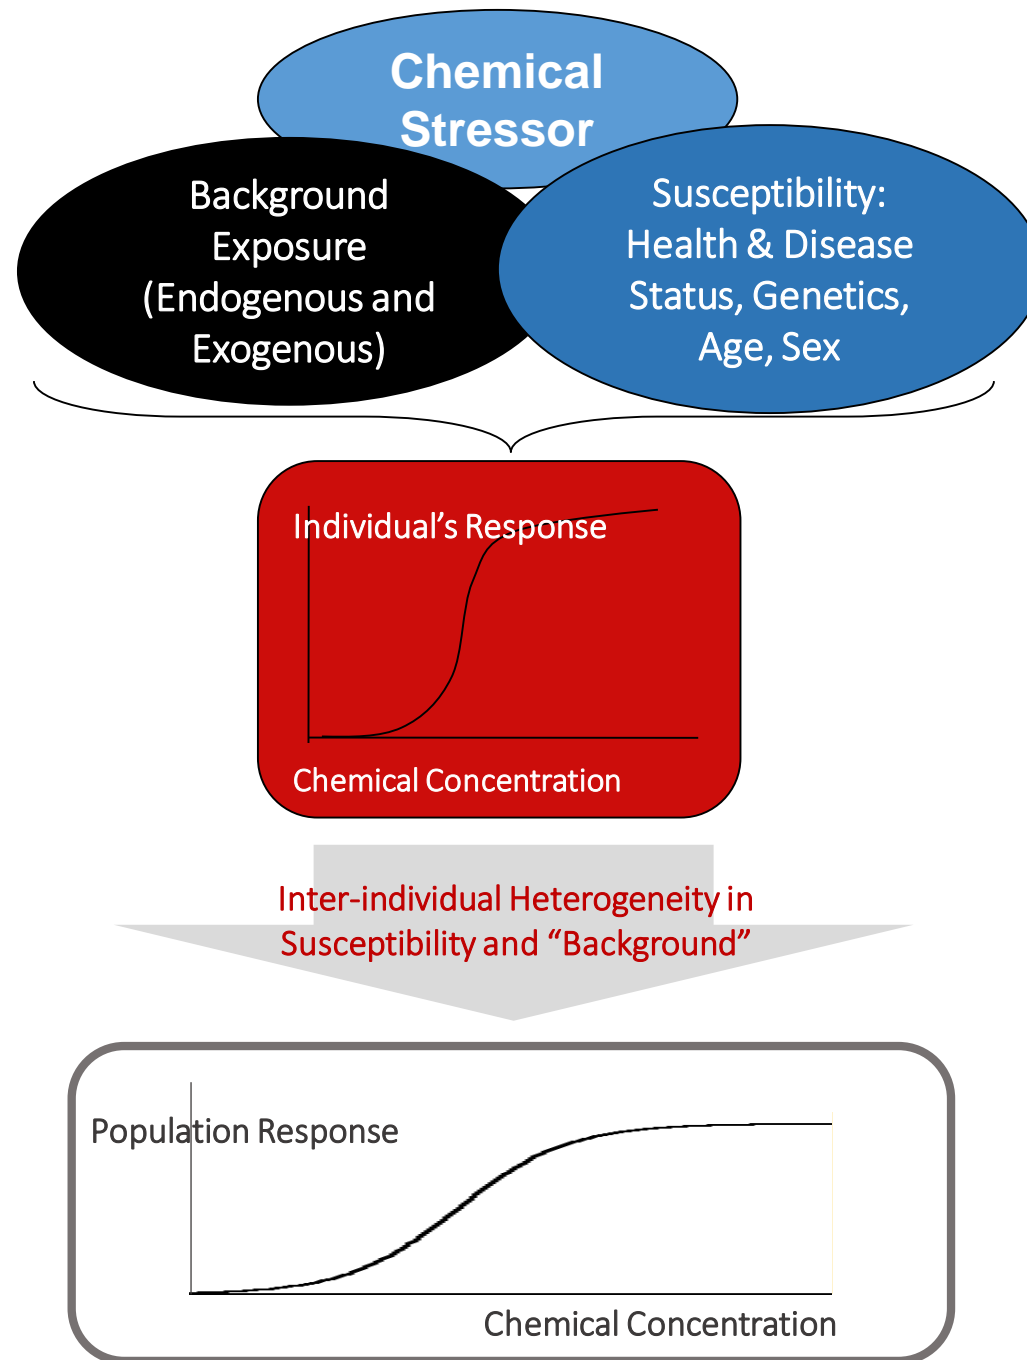 Chemical
Stressor
Background
Exposure
(Endogenous and
Exogenous)
Susceptibility:
Health & Disease
Status, Genetics,
Age, Sex
Individual’s Response
Chemical Concentration
Inter-individual Heterogeneity in
Susceptibility and “Background”
Population Response
Chemical Concentration